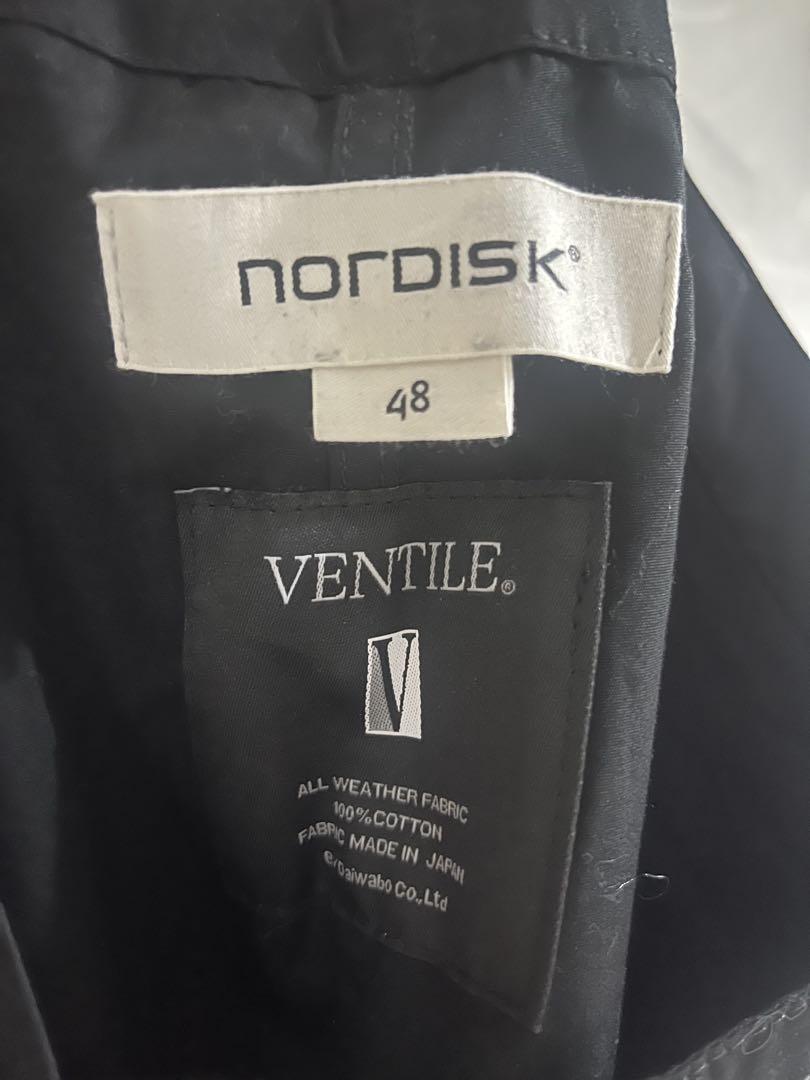 nordisk®
48
VENTILE®
V
ALL WEATHER FABRIC
100%COTTON
FABRIC MADE IN JAPAN
Daiwabo Co.,Ltd